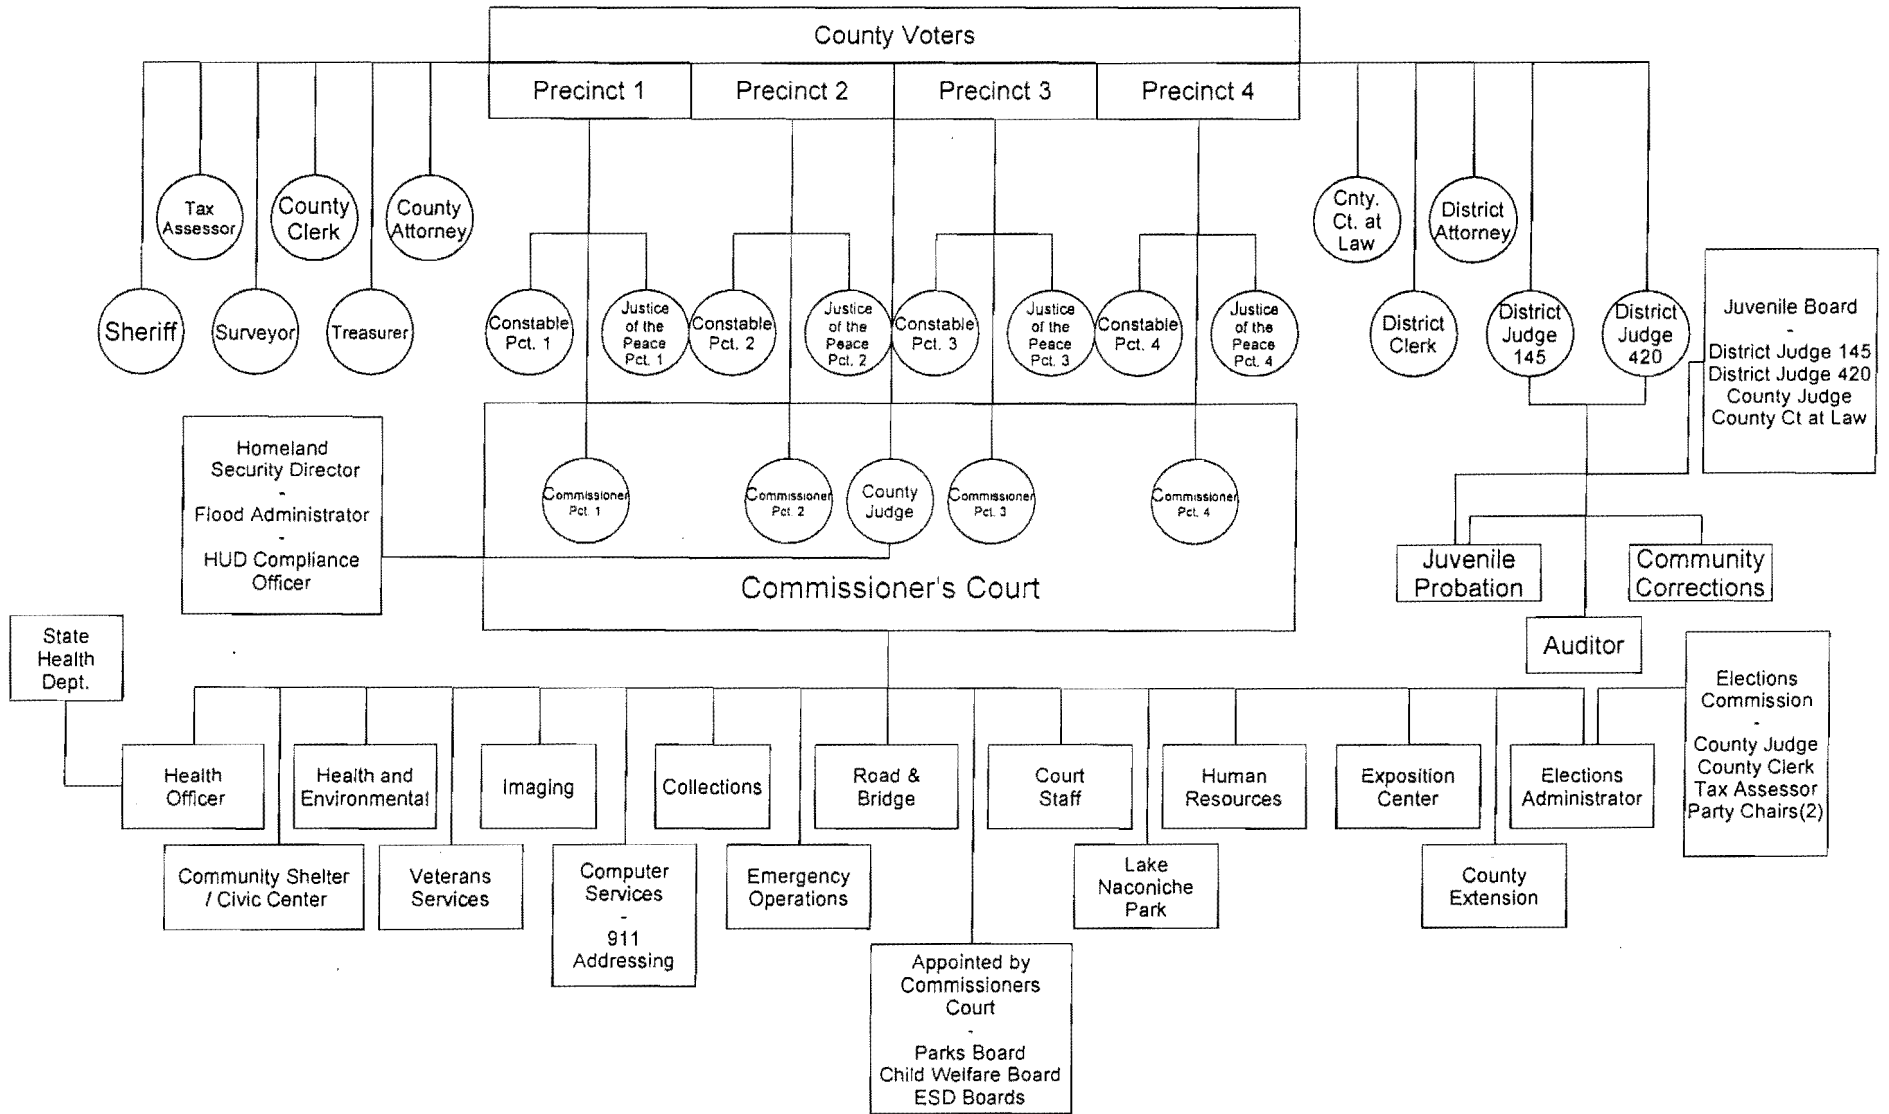 County Voters
Precinct 1
Precinct 2
Precinct 3
Precinct 4
Tax
Assessor
County
Clerk
County
Attorney
Cnty.
Ct. at
Law
District
Attorney
Sheriff
Surveyor
Treasurer
Constable
Pct. 1
Justice
of the
Peace
Pct. 1
Constable
Pct. 2
Justice
of the
Peace
Pct. 2
Constable
Pct. 3
Justice
of the
Peace
Pct. 3
Constable
Pct. 4
Justice
of the
Peace
Pct. 4
District
Clerk
District
Judge
145
District
Judge
420
Juvenile Board
-
District Judge 145
District Judge 420
County Judge
County Ct at Law
Homeland
Security Director
-
Flood Administrator
-
HUD Compliance
Officer
Commissioner
Pct. 1
Commissioner
Pct. 2
County
Judge
Commissioner
Pct. 3
Commissioner
Pct. 4
Commissioner's Court
Juvenile
Probation
Community
Corrections
Auditor
State
Health
Dept.
Elections
Commission
-
County Judge
County Clerk
Tax Assessor
Party Chairs(2)
Health
Officer
Health and
Environmental
Imaging
Collections
Road &
Bridge
Court
Staff
Human
Resources
Exposition
Center
Elections
Administrator
Community Shelter
/ Civic Center
Veterans
Services
Computer
Services
-
911
Addressing
Emergency
Operations
Lake
Naconiche
Park
County
Extension
Appointed by
Commissioners
Court
-
Parks Board
Child Welfare Board
ESD Boards